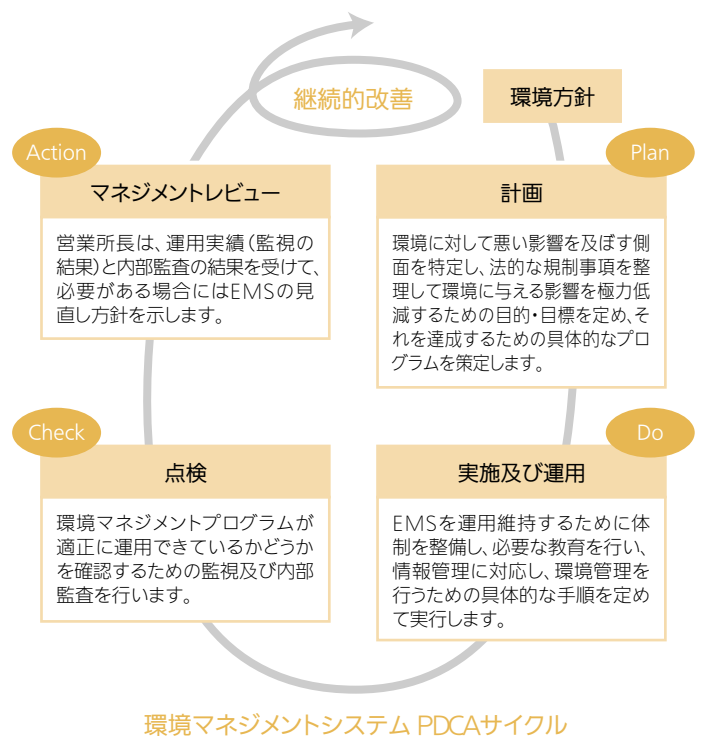 継続的改善
環境方針
Plan
計画
環境に対して悪い影響を及ぼす側
面を特定し、法的な規制事項を整
理して環境に与える影響を極力低
減するための目的・目標を定め、そ
れを達成するための具体的なプロ
グラムを策定します。
Do
実施及び運用
EMSを運用維持するために体
制を整備し、必要な教育を行い、
情報管理に対応し、環境管理を
行うための具体的な手順を定め
て実行します。
Check
点検
環境マネジメントプログラムが
適正に運用できているかどうか
を確認するための監視及び内部
監査を行います。
Action
マネジメントレビュー
営業所長は、運用実績(監視の
結果)と内部監査の結果を受けて、
必要がある場合にはEMSの見
直し方針を示します。
環境マネジメントシステム PDCAサイクル